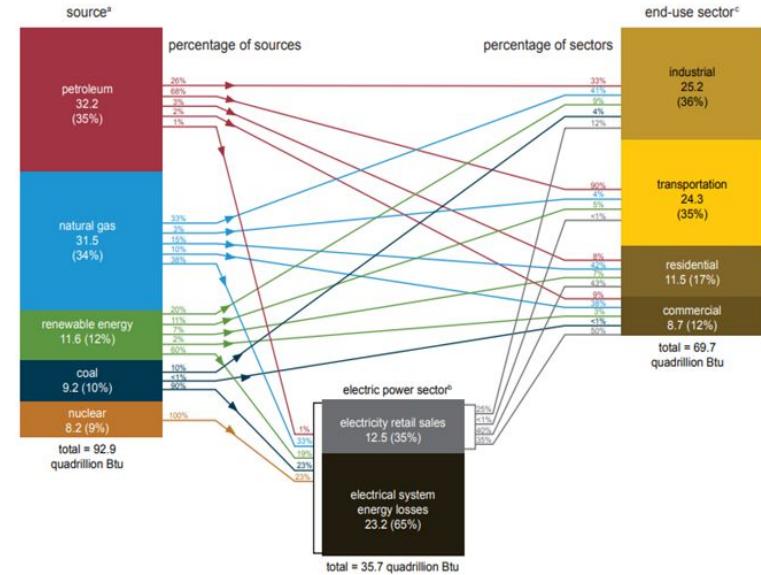 sourceᵃ
end-use sectorᶜ
percentage of sources
percentage of sectors
petroleum
32.2
(35%)
26%
68%
3%
2%
1%
natural gas
31.5
(34%)
33%
3%
15%
10%
38%
renewable energy
11.6 (12%)
20%
11%
7%
2%
60%
coal
9.2 (10%)
10%
<1%
90%
nuclear
8.2 (9%)
100%
total = 92.9
quadrillion Btu
electric power sectorᵇ
1%
33%
19%
23%
23%
electricity retail sales
12.5 (35%)
electrical system
energy losses
23.2 (65%)
total = 35.7 quadrillion Btu
<1%
42%
35%
33%
41%
9%
4%
12%
industrial
25.2
(36%)
90%
4%
5%
<1%
transportation
24.3
(35%)
8%
42%
7%
43%
residential
11.5 (17%)
9%
38%
3%
<1%
50%
commercial
8.7 (12%)
total = 69.7
quadrillion Btu